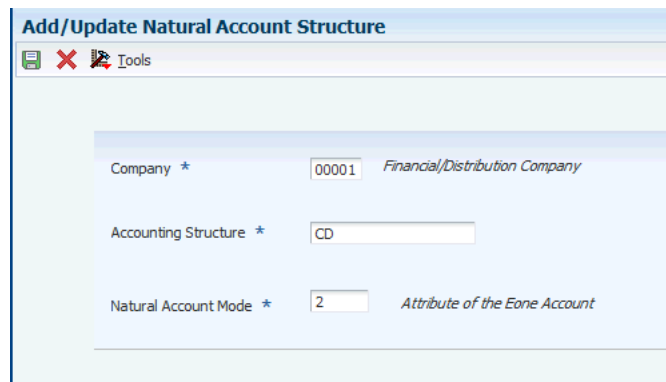 Add/Update Natural Account Structure
Tools
Company * 00001 Financial/Distribution Company
Accounting Structure * CD
Natural Account Mode * 2 Attribute of the Eone Account